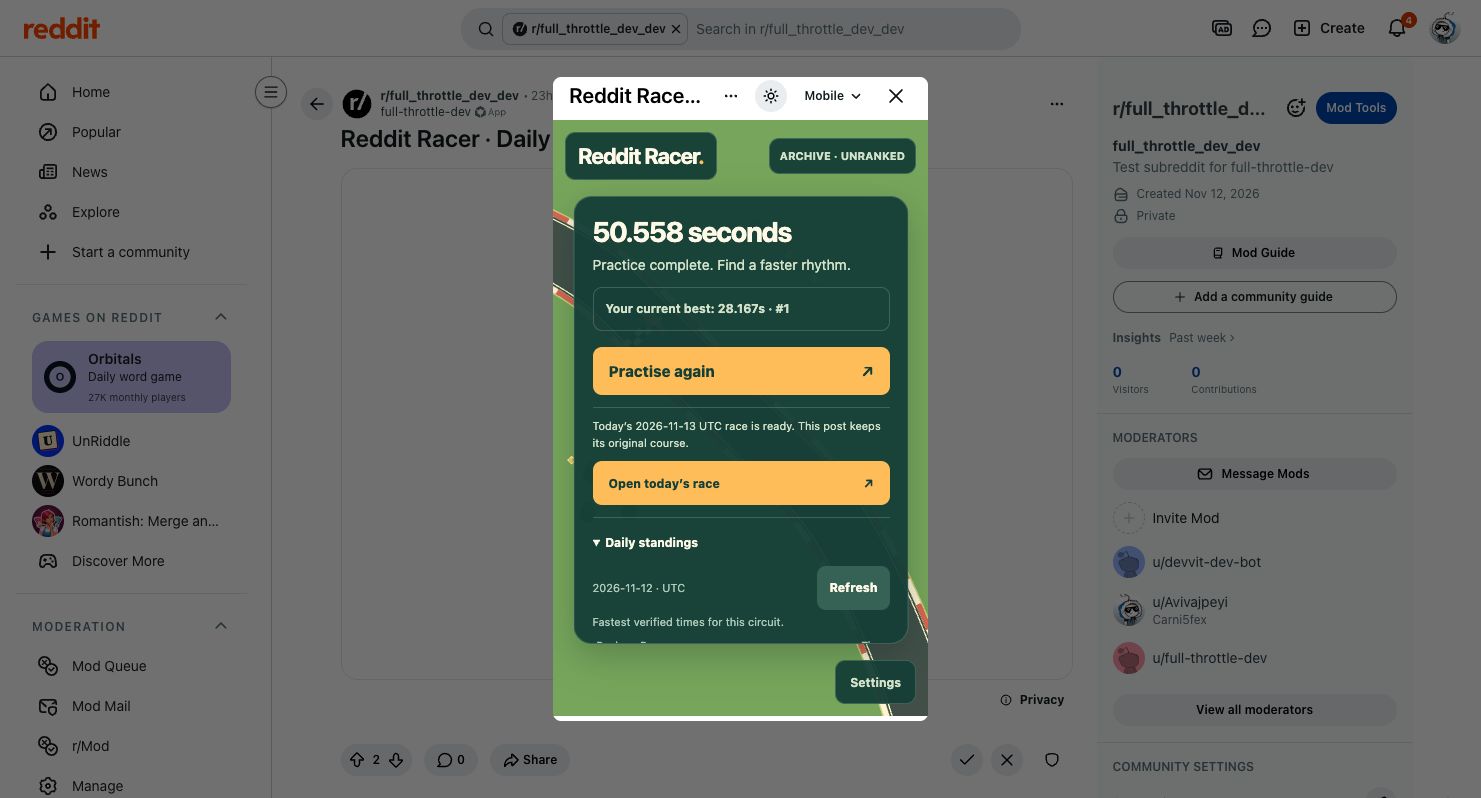 reddit
r/full_throttle_dev_dev
Search in r/full_throttle_dev_dev
AD
Create
4
Home
Popular
News
Explore
Start a community
GAMES ON REDDIT
Orbitals
Daily word game
27K monthly players
UnRiddle
Wordy Bunch
Romantish: Merge an...
Discover More
MODERATION
Mod Queue
Mod Mail
r/Mod
Manage
r/full_throttle_dev_dev · 23h
full-throttle-dev App
Reddit Racer · Daily
Reddit Race...
Mobile
Reddit Racer.
ARCHIVE · UNRANKED
50.558 seconds
Practice complete. Find a faster rhythm.
Your current best: 28.167s · #1
Practise again
Today's 2026-11-13 UTC race is ready. This post keeps
its original course.
Open today's race
Daily standings
2026-11-12 · UTC
Refresh
Fastest verified times for this circuit.
Settings
Privacy
2
0
Share
r/full_throttle_d...
Mod Tools
full_throttle_dev_dev
Test subreddit for full-throttle-dev
Created Nov 12, 2026
Private
Mod Guide
Add a community guide
Insights Past week
0
0
Visitors
Contributions
MODERATORS
Message Mods
Invite Mod
u/devvit-dev-bot
u/Avivajpeyi
Carni5fex
u/full-throttle-dev
View all moderators
COMMUNITY SETTINGS